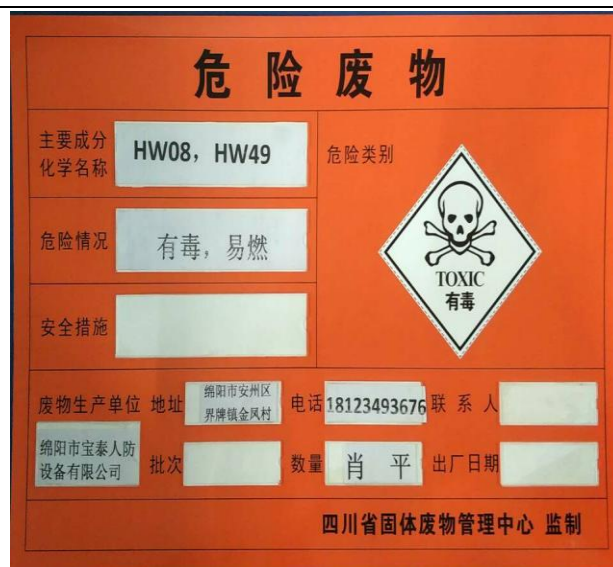 危险废物
主要成分
化学名称
HW08，HW49
危险类别
危险情况
有毒，易燃
TOXIC
有毒
安全措施
废物生产单位
地址
绵阳市安州区
界牌镇金凤村
电话
18123493676
联系人
绵阳市宝泰人防
设备有限公司
批次
数量
肖 平
出厂日期
四川省固体废物管理中心 监制